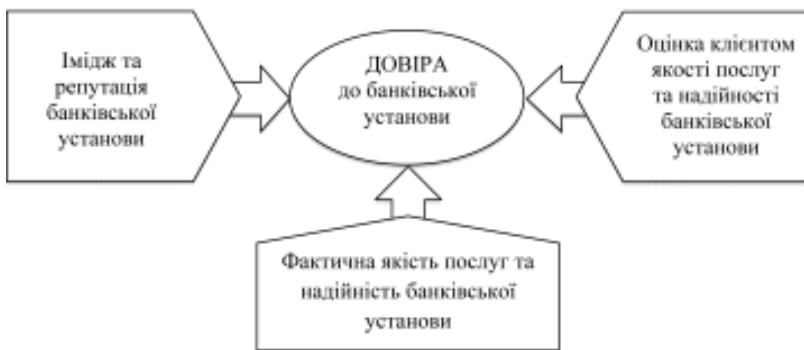 Імідж та
репутація
банківської
установи
ДОВІРА
до банківської
установи
Оцінка клієнтом
якості послуг
та надійності
банківської
установи
Фактична якість послуг та
надійність банківської
установи